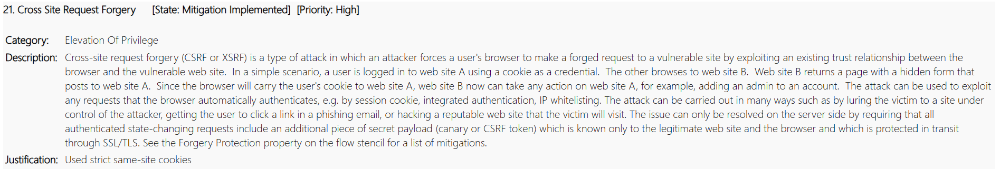 21. Cross Site Request Forgery [State: Mitigation Implemented] [Priority: High]
Category: Elevation Of Privilege
Description: Cross-site request forgery (CSRF or XSRF) is a type of attack in which an attacker forces a user's browser to make a forged request to a vulnerable site by exploiting an existing trust relationship between the
browser and the vulnerable web site. In a simple scenario, a user is logged in to web site A using a cookie as a credential. The other browses to web site B. Web site B returns a page with a hidden form that
posts to web site A. Since the browser will carry the user's cookie to web site A, web site B now can take any action on web site A, for example, adding an admin to an account. The attack can be used to exploit
any requests that the browser automatically authenticates, e.g. by session cookie, integrated authentication, IP whitelisting. The attack can be carried out in many ways such as by luring the victim to a site under
control of the attacker, getting the user to click a link in a phishing email, or hacking a reputable web site that the victim will visit. The issue can only be resolved on the server side by requiring that all
authenticated state-changing requests include an additional piece of secret payload (canary or CSRF token) which is known only to the legitimate web site and the browser and which is protected in transit
through SSL/TLS. See the Forgery Protection property on the flow stencil for a list of mitigations.
Justification: Used strict same-site cookies